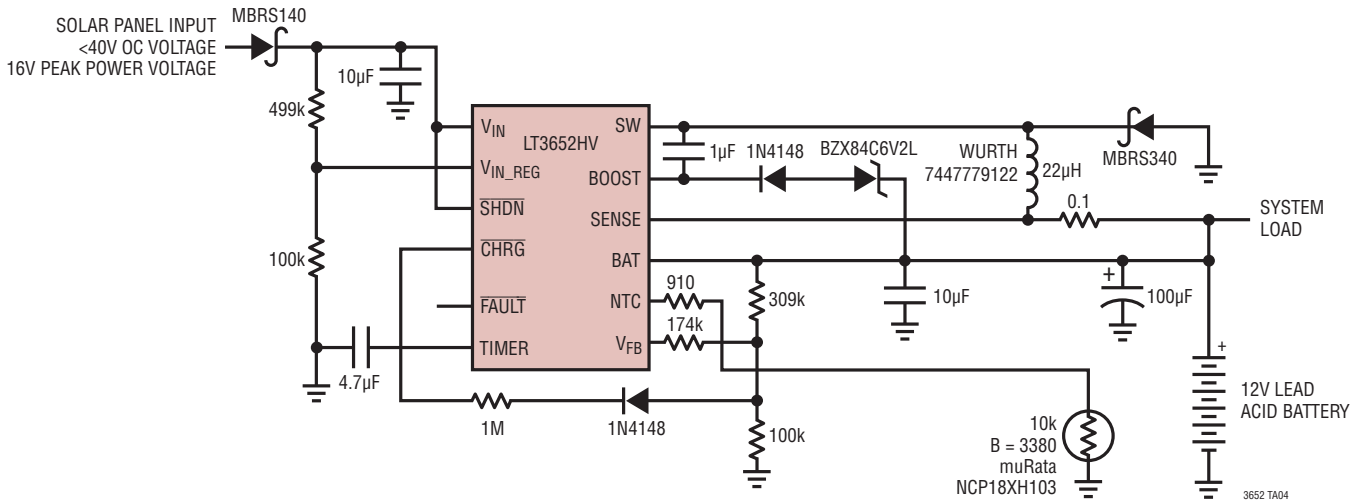 SOLAR PANEL INPUT
<40V OC VOLTAGE
16V PEAK POWER VOLTAGE
MBRS140
10µF
499k
100k
4.7µF
VIN
VIN_REG
SHDN
CHRG
FAULT
TIMER
LT3652HV
SW
BOOST
SENSE
BAT
NTC
VFB
1µF
1N4148
BZX84C6V2L
WURTH
7447779122
22µH
MBRS340
0.1
SYSTEM
LOAD
910
174k
309k
10µF
+
100µF
1M
1N4148
100k
10k
B = 3380
muRata
NCP18XH103
+
12V LEAD
ACID BATTERY
3652 TA04